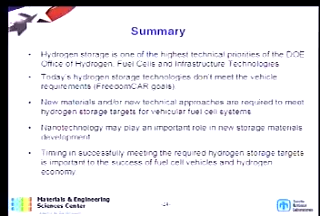 Summary
Hydrogen storage is one of the highest technical priorities of the DOE
Office of Hydrogen, Fuel Cells and Infrastructure Technologies
Today's hydrogen storage technologies don't meet the vehicle
requirements (FreedomCAR goals)
New materials and/or new technical approaches are required to meet
hydrogen storage targets for vehicular fuel cell systems
Nanotechnology may play an important role in new storage materials
development
Timing in successfully meeting the required hydrogen storage targets
is important to the success of fuel cell vehicles and hydrogen
economy
Materials & Engineering
Sciences Center
Sandia
National
Laboratories